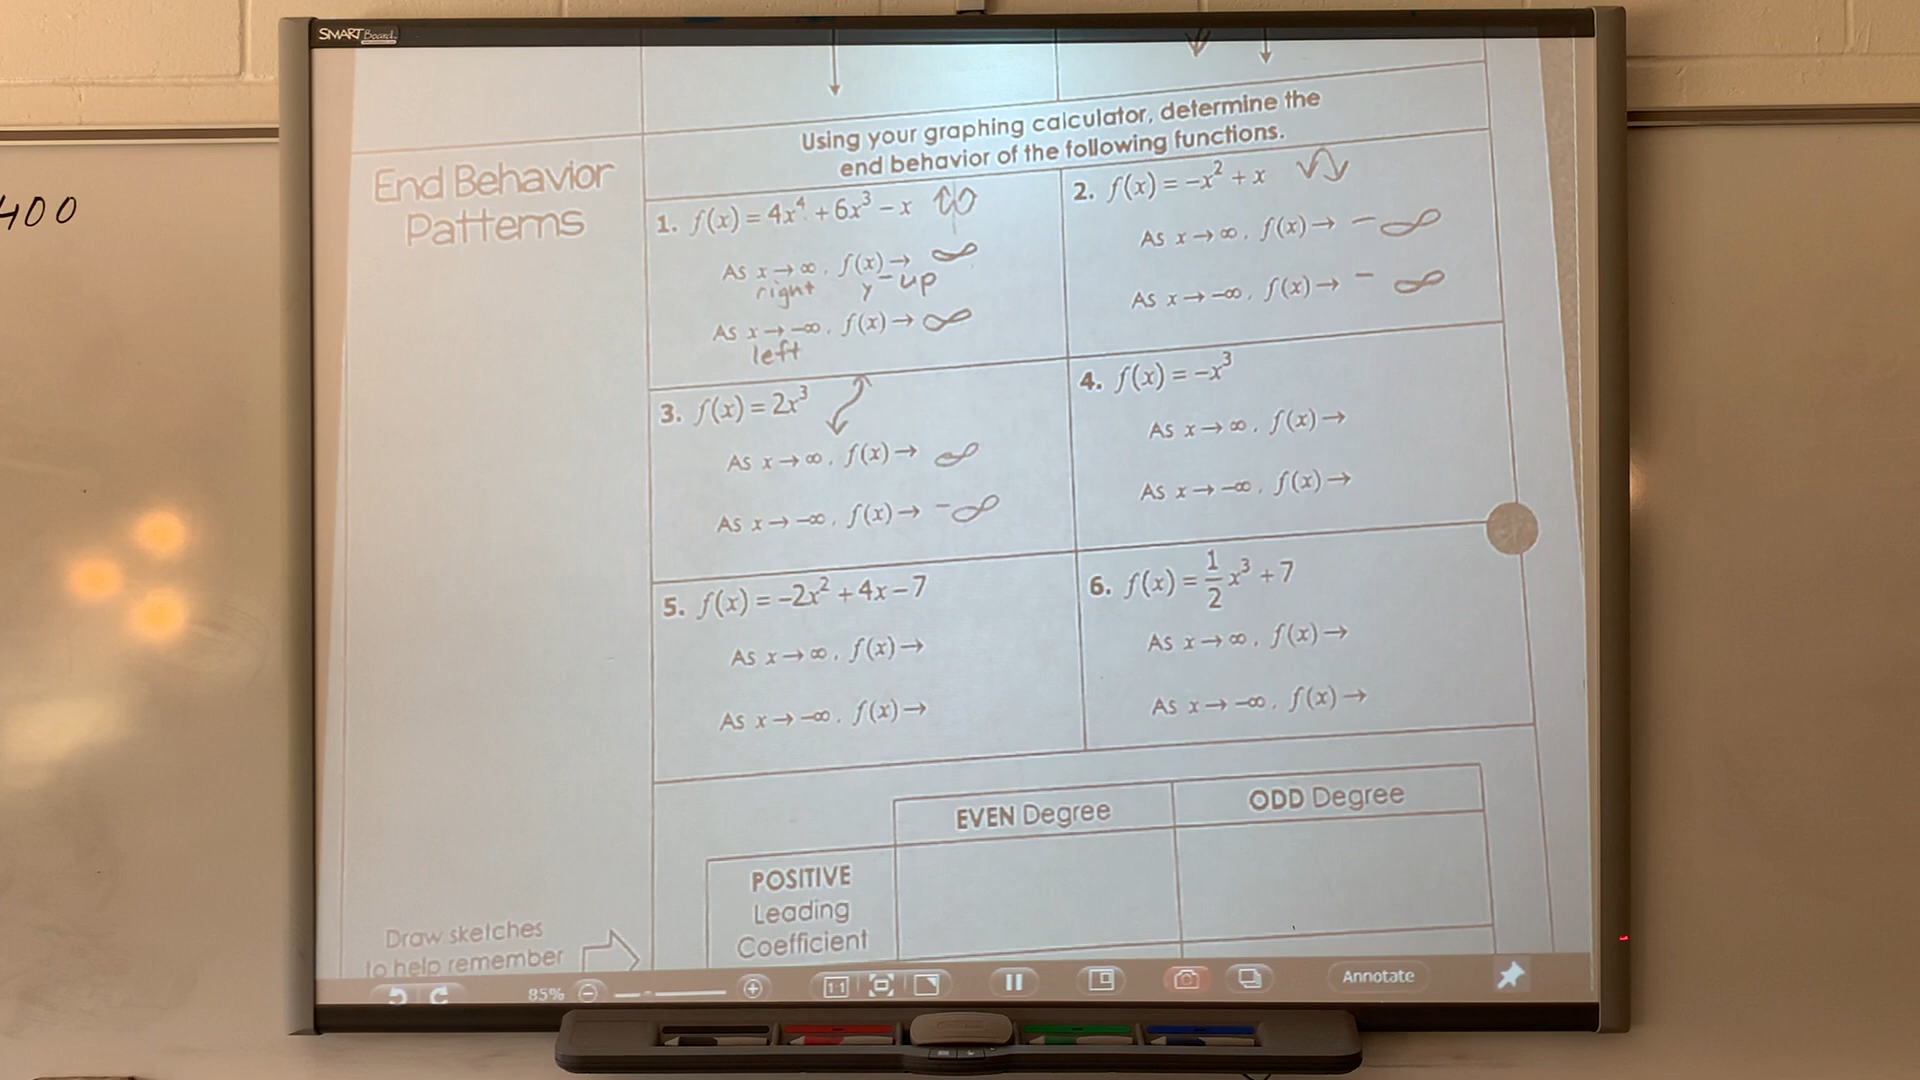 SMART Board
400
Using your graphing calculator, determine the
end behavior of the following functions.
End Behavior
Patterns
1. f(x) = 4x⁴ + 6x³ – x
As x → ∞, f(x) → ∞
right y – up
As x → –∞, f(x) → ∞
left
2. f(x) = –x² + x
As x → ∞, f(x) → – ∞
As x → –∞, f(x) → – ∞
3. f(x) = 2x³
As x → ∞, f(x) → ∞
As x → –∞, f(x) → –∞
4. f(x) = –x³
As x → ∞, f(x) →
As x → –∞, f(x) →
5. f(x) = –2x² + 4x – 7
As x → ∞, f(x) →
As x → –∞, f(x) →
6. f(x) = 1/2 x³ + 7
As x → ∞, f(x) →
As x → –∞, f(x) →
EVEN Degree
ODD Degree
POSITIVE
Leading
Coefficient
Draw sketches
to help remember
85%
1:1
Annotate